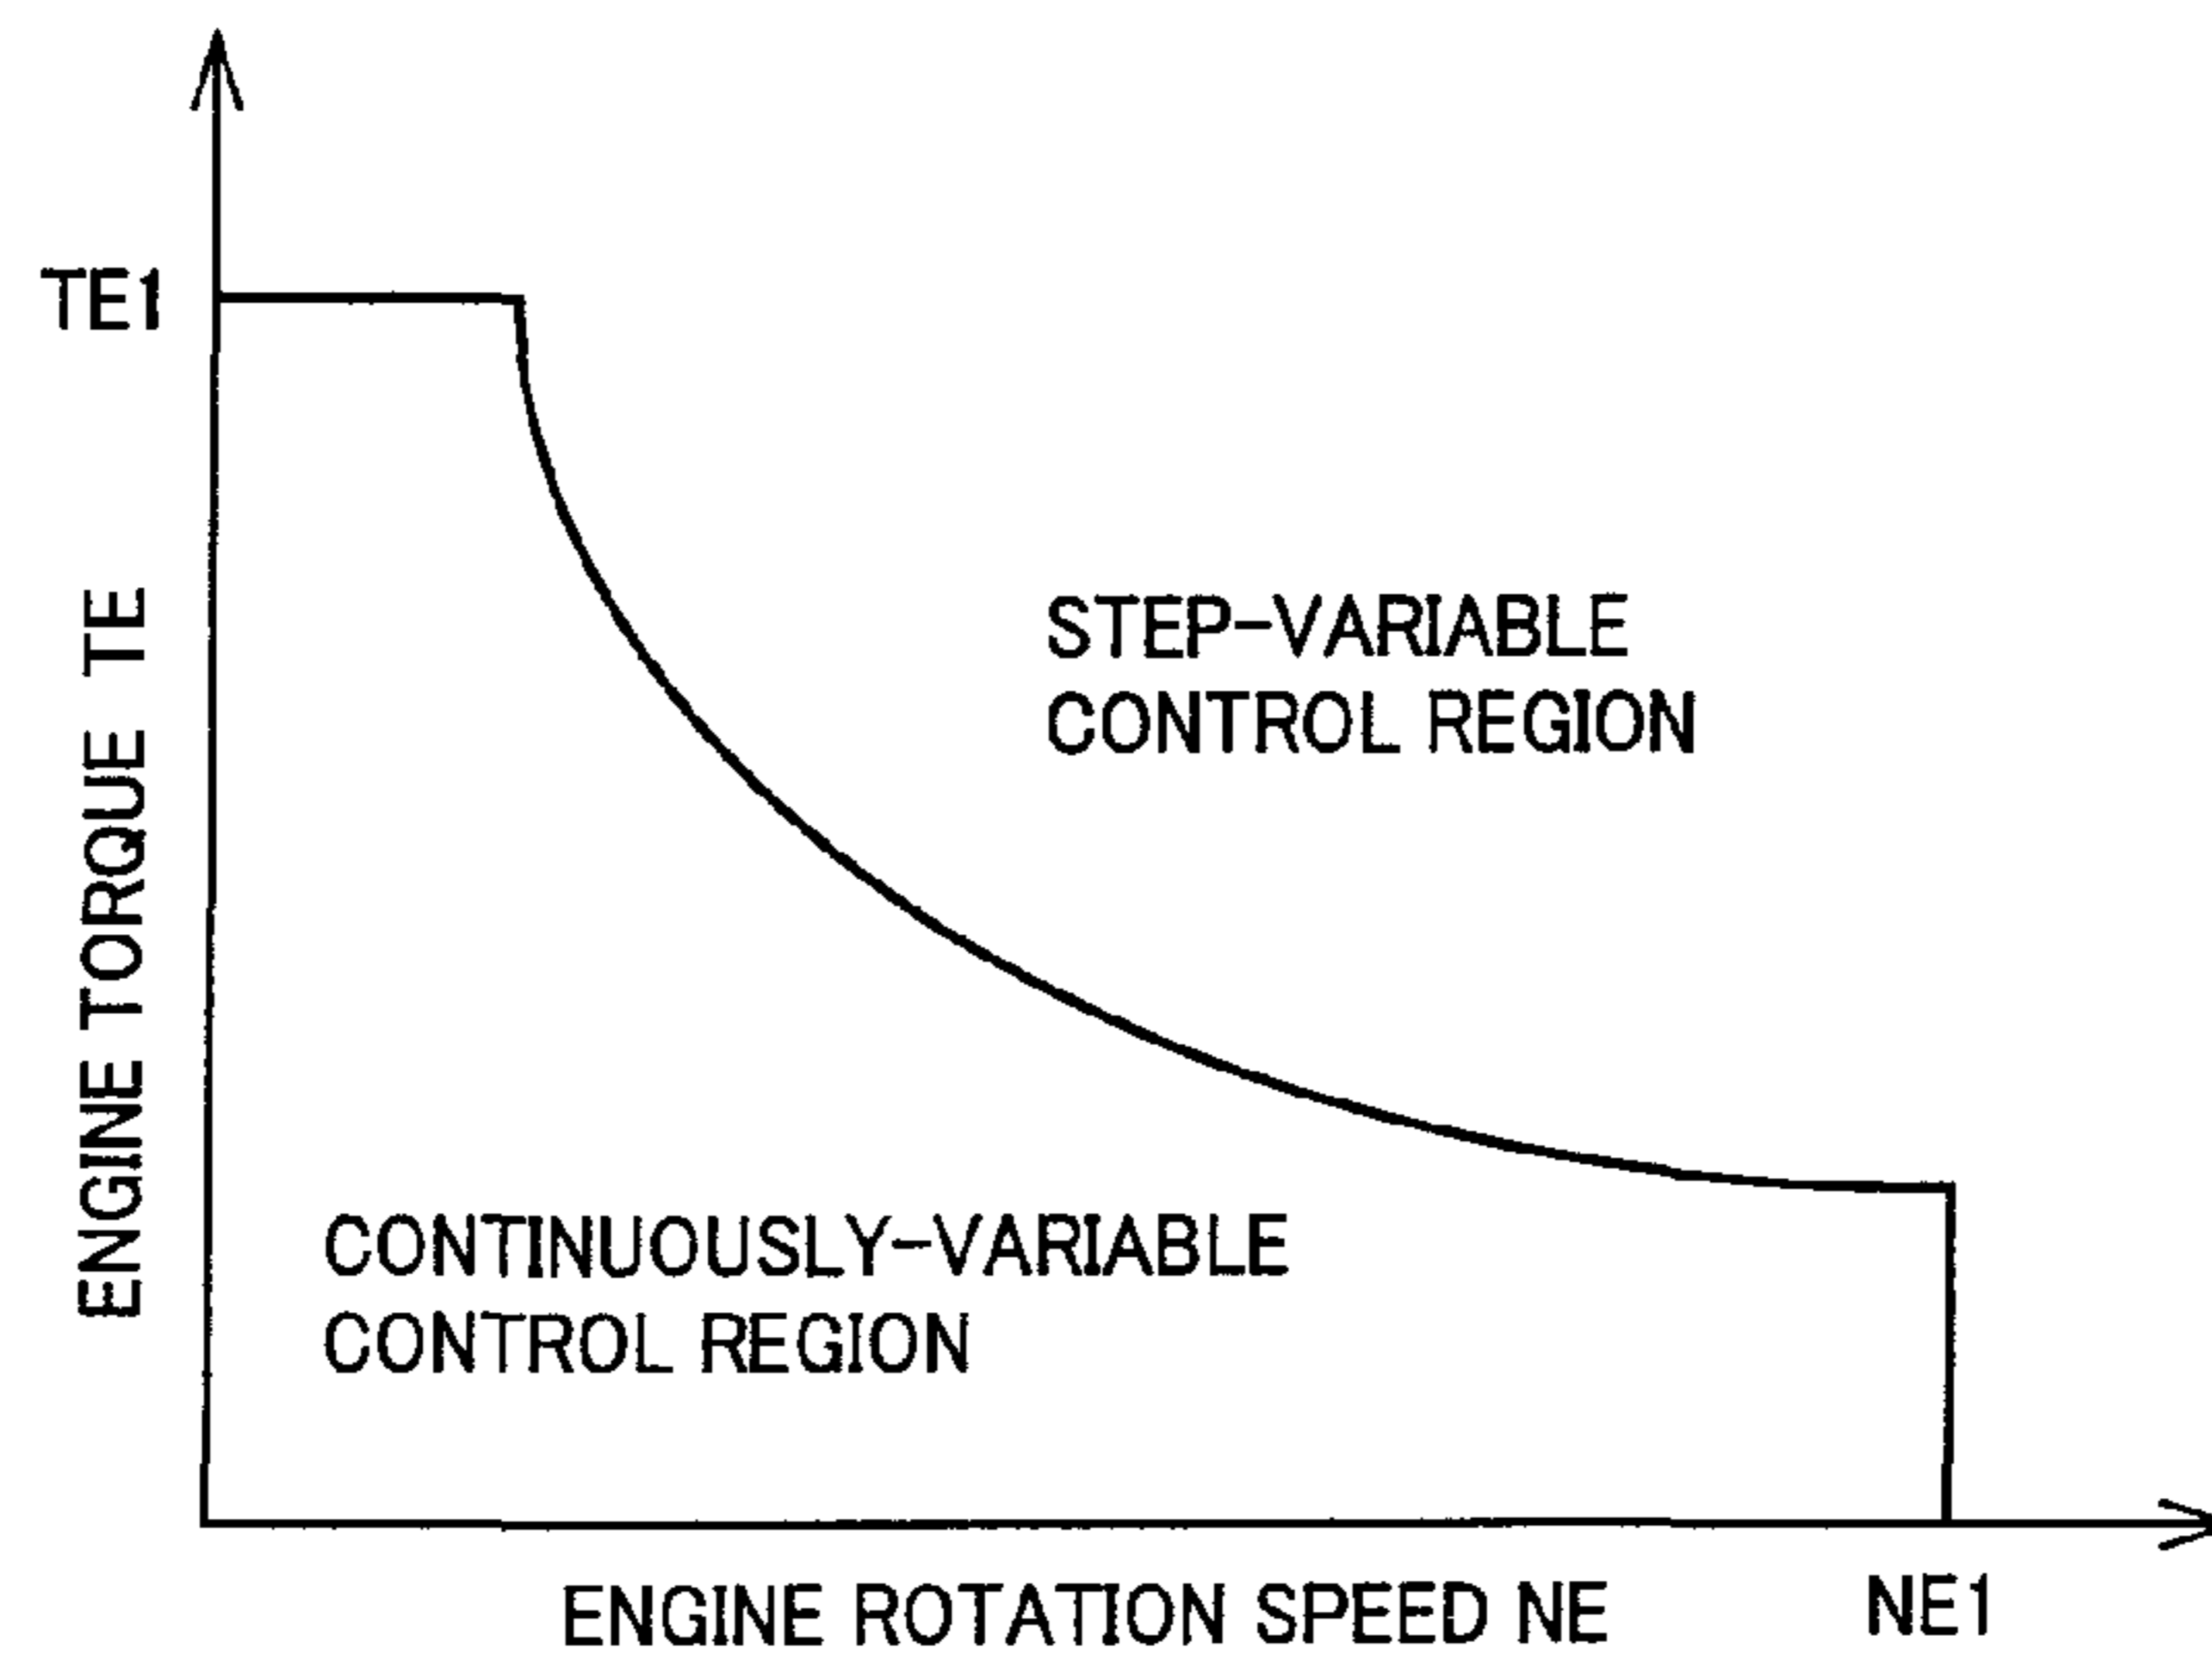 TE1
ENGINE TORQUE TE
STEP-VARIABLE
CONTROL REGION
CONTINUOUSLY-VARIABLE
CONTROL REGION
ENGINE ROTATION SPEED NE
NE1